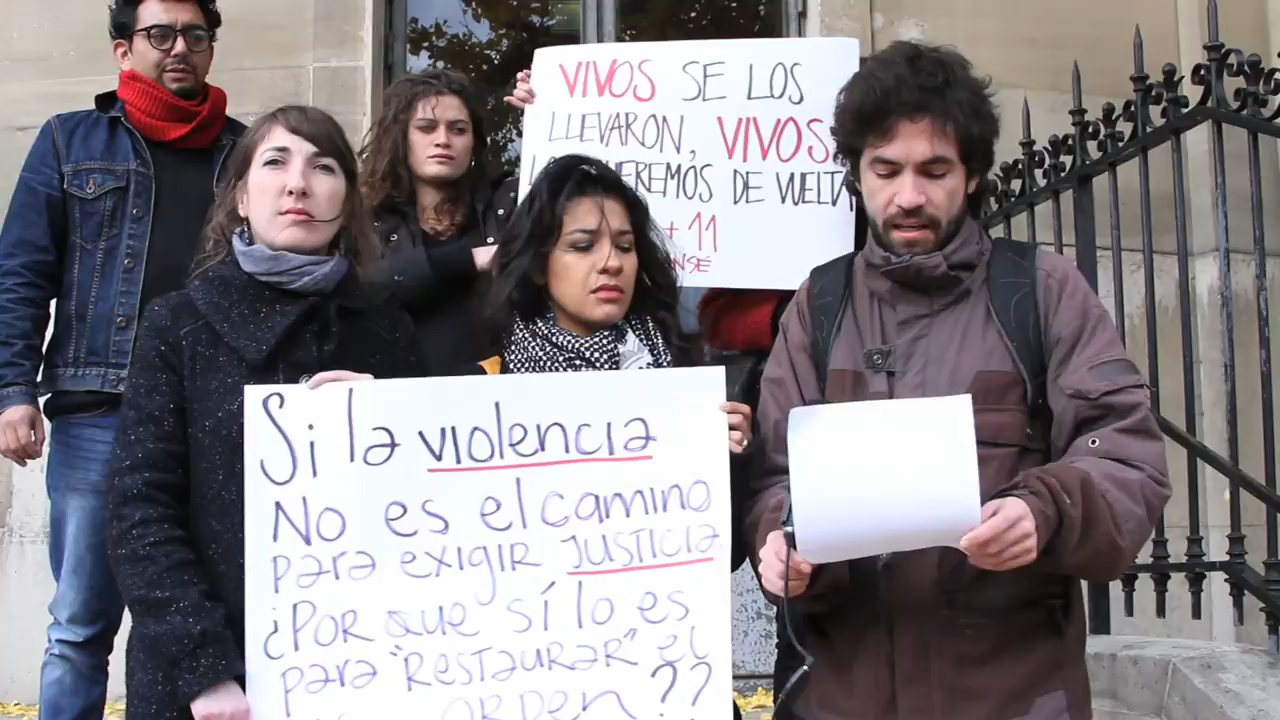 VIVOS SE LOS
LLEVARON, VIVOS
QUEREMOS DE VUELTA
+ 11
Si la violencia
No es el camino
para exigir JUSTICIA
¿Por que sí lo es
para "RESTAURAR" el
ORDEN??